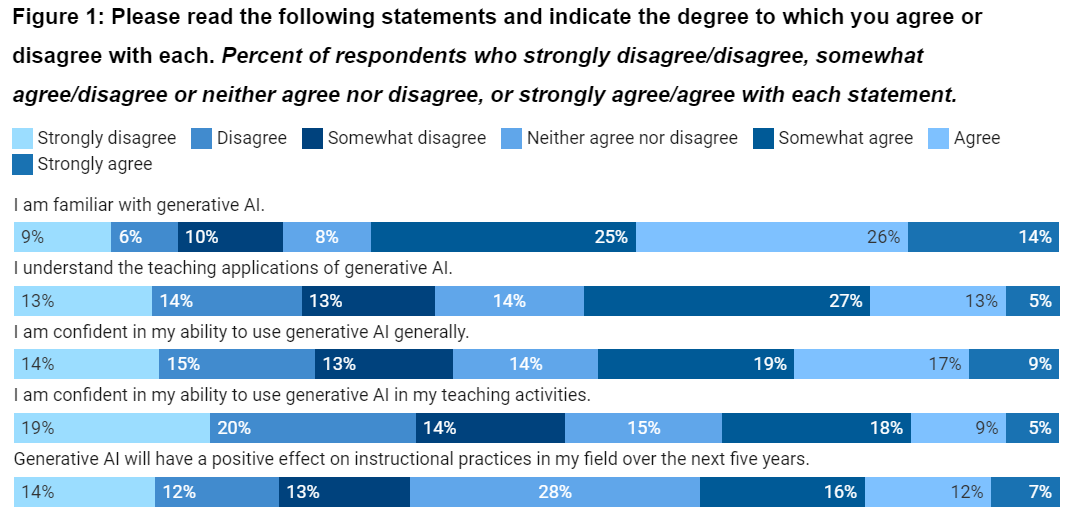 Figure 1: Please read the following statements and indicate the degree to which you agree or
disagree with each. Percent of respondents who strongly disagree/disagree, somewhat
agree/disagree or neither agree nor disagree, or strongly agree/agree with each statement.
Strongly disagree Disagree Somewhat disagree Neither agree nor disagree Somewhat agree Agree
Strongly agree
I am familiar with generative AI.
9% 6% 10% 8% 25% 26% 14%
I understand the teaching applications of generative AI.
13% 14% 13% 14% 27% 13% 5%
I am confident in my ability to use generative AI generally.
14% 15% 13% 14% 19% 17% 9%
I am confident in my ability to use generative AI in my teaching activities.
19% 20% 14% 15% 18% 9% 5%
Generative AI will have a positive effect on instructional practices in my field over the next five years.
14% 12% 13% 28% 16% 12% 7%